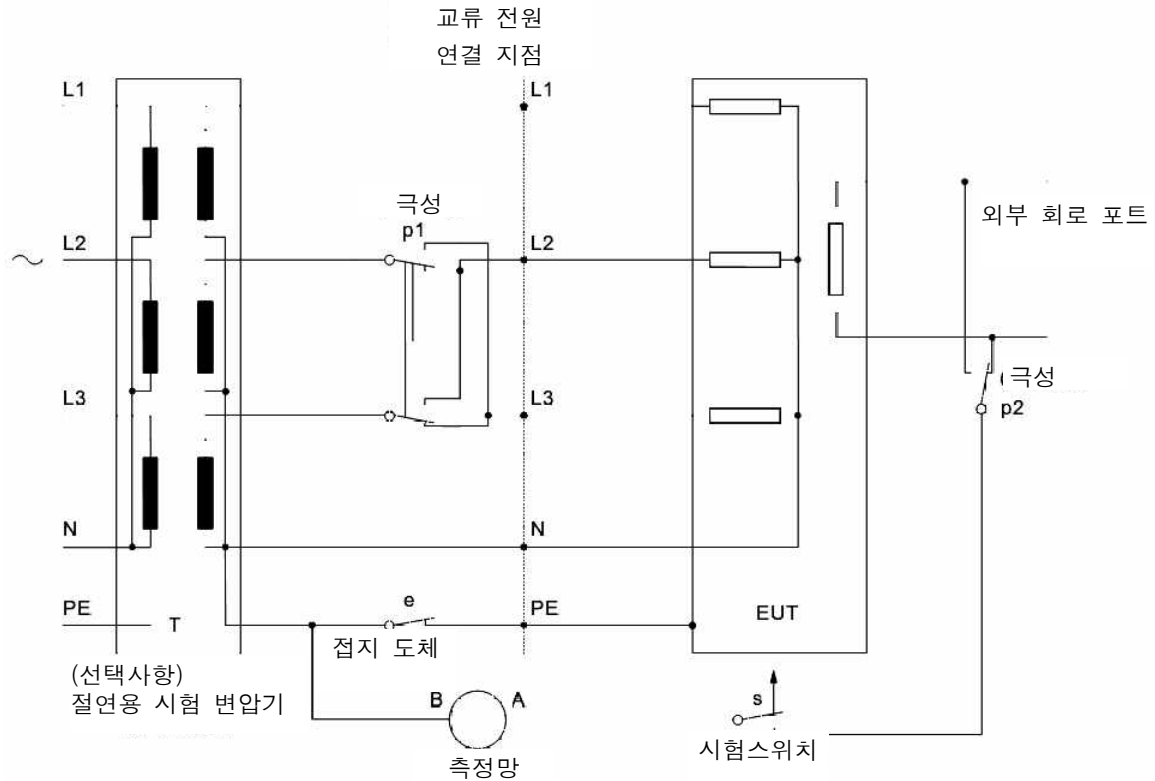 교류 전원
연결 지점
L1
L1
극성
p1
외부 회로 포트
L2
L2
L3
L3
극성
p2
N
N
PE
T
e
PE
EUT
접지 도체
(선택사항)
절연용 시험 변압기
B
A
s
측정망
시험스위치